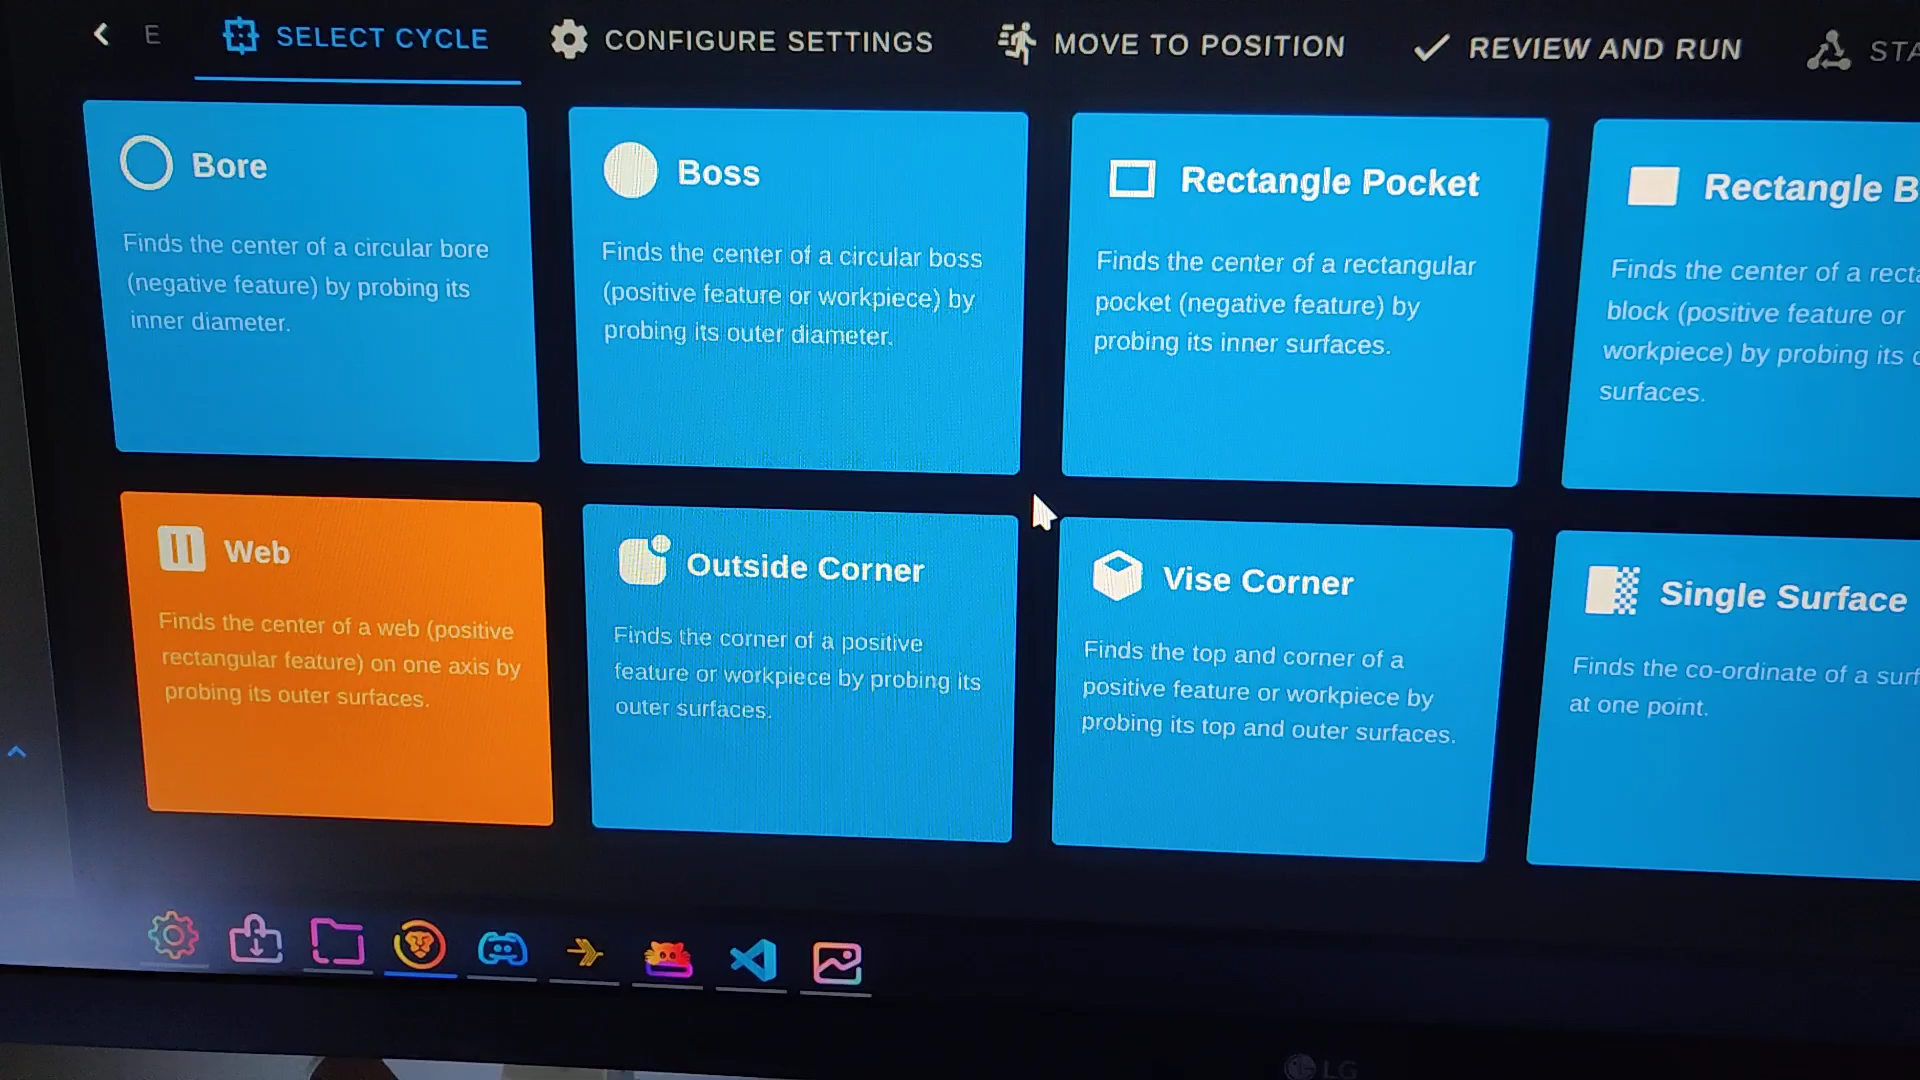 E
SELECT CYCLE
CONFIGURE SETTINGS
MOVE TO POSITION
REVIEW AND RUN
Bore
Finds the center of a circular bore
(negative feature) by probing its
inner diameter.
Boss
Finds the center of a circular boss
(positive feature or workpiece) by
probing its outer diameter.
Rectangle Pocket
Finds the center of a rectangular
pocket (negative feature) by
probing its inner surfaces.
Rectangle B
Finds the center of a
block (positive feature or
workpiece) by probing its
surfaces.
Web
Finds the center of a web (positive
rectangular feature) on one axis by
probing its outer surfaces.
Outside Corner
Finds the corner of a positive
feature or workpiece by probing its
outer surfaces.
Vise Corner
Finds the top and corner of a
positive feature or workpiece by
probing its top and outer surfaces.
Single Surface
Finds the co-ordinate of a
at one point.
LG